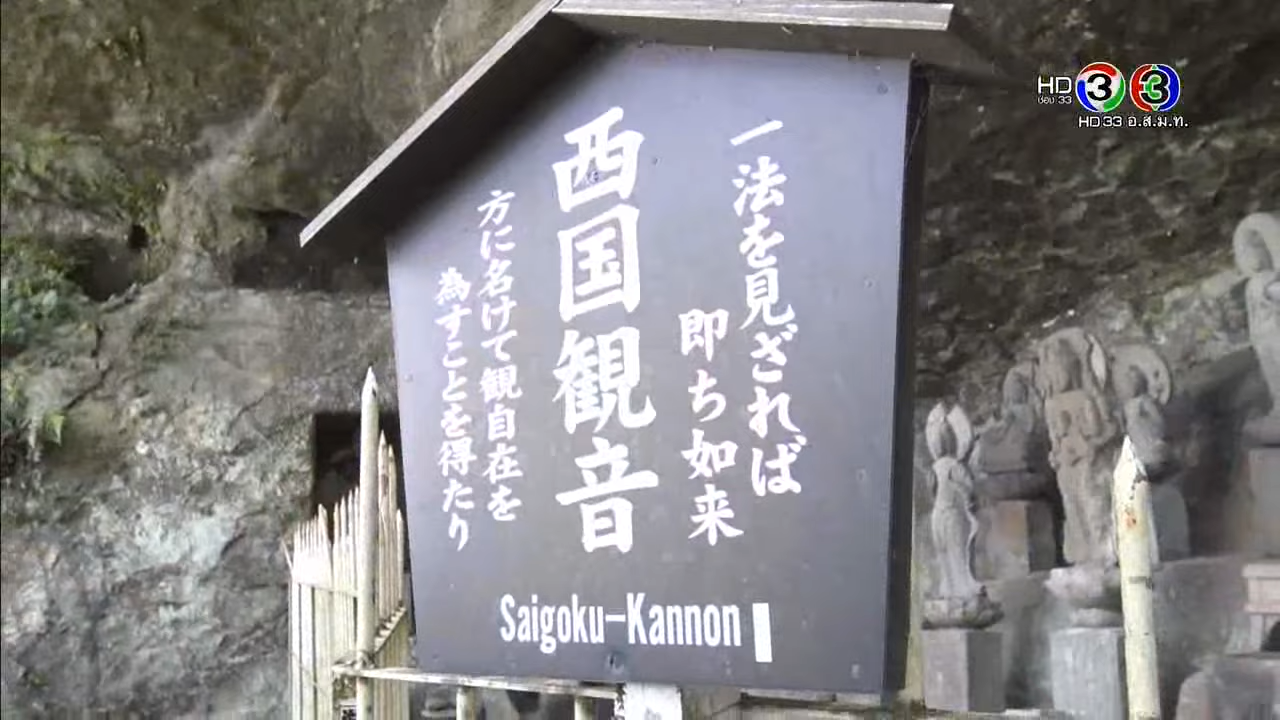 一法を見ざれば
即ち如来
西国観音
方に名けて観自在を
為すことを得たり
Saigoku-Kannon
HD 3 3
ช่อง 33
HD 33 อ.ส.ม.ท.